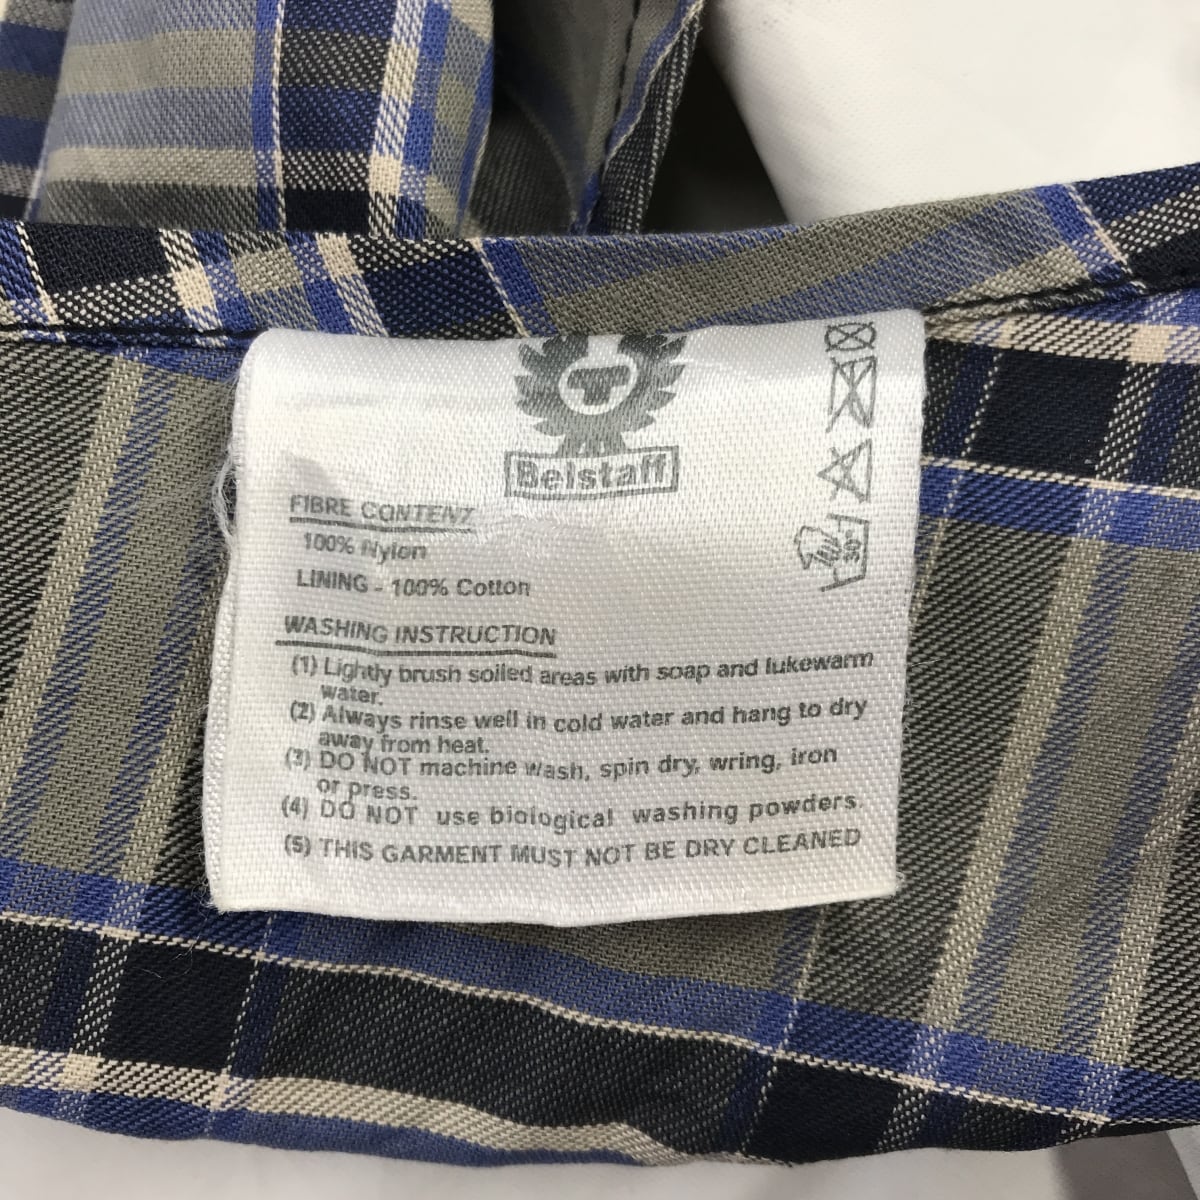 Belstaff
FIBRE CONTENT
100% Nylon
LINING - 100% Cotton
30°
WASHING INSTRUCTION
(1) Lightly brush soiled areas with soap and lukewarm
water.
(2) Always rinse well in cold water and hang to dry
away from heat.
(3) DO NOT machine wash, spin dry, wring, iron
or press.
(4) DO NOT use biological washing powders.
(5) THIS GARMENT MUST NOT BE DRY CLEANED